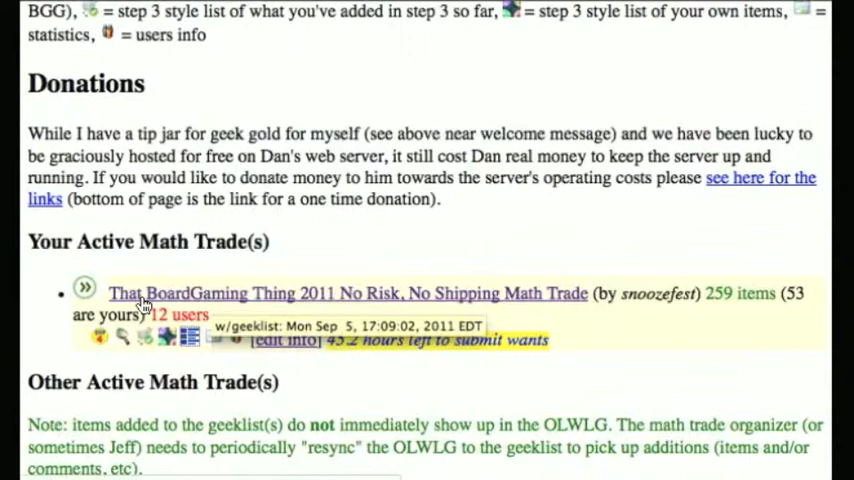 BGG), = step 3 style list of what you've added in step 3 so far, = step 3 style list of your own items, =
statistics, = users info
Donations
While I have a tip jar for geek gold for myself (see above near welcome message) and we have been lucky to
be graciously hosted for free on Dan's web server, it still cost Dan real money to keep the server up and
running. If you would like to donate money to him towards the server's operating costs please see here for the
links (bottom of page is the link for a one time donation).
Your Active Math Trade(s)
• That BoardGaming Thing 2011 No Risk, No Shipping Math Trade (by snoozefest) 259 items (53
are yours) 12 users
w/geeklist: Mon Sep 5, 17:09:02, 2011 EDT
[edit info] 45.2 hours left to submit wants
Other Active Math Trade(s)
Note: items added to the geeklist(s) do not immediately show up in the OLWLG. The math trade organizer (or
sometimes Jeff) needs to periodically "resync" the OLWLG to the geeklist to pick up additions (items and/or
comments, etc).